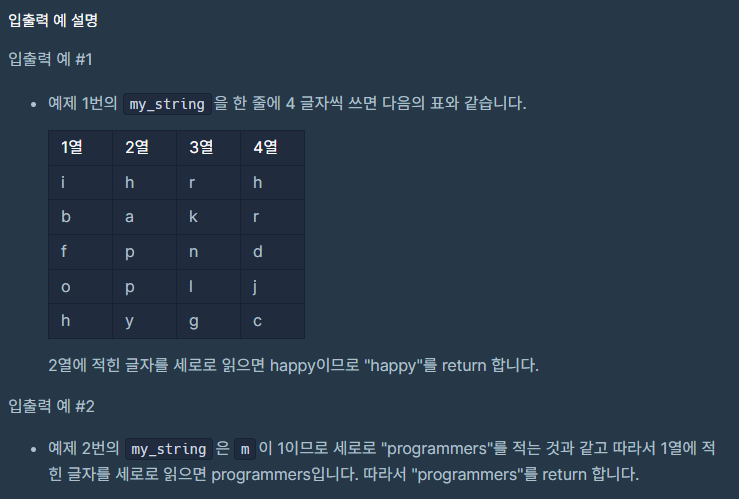 입출력 예 설명
입출력 예 #1
예제 1번의 my_string 을 한 줄에 4 글자씩 쓰면 다음의 표와 같습니다.
1열 2열 3열 4열
i h r h
b a k r
f p n d
o p l j
h y g c
2열에 적힌 글자를 세로로 읽으면 happy이므로 "happy"를 return 합니다.
입출력 예 #2
예제 2번의 my_string 은 m 이 1이므로 세로로 "programmers"를 적는 것과 같고 따라서 1열에 적
힌 글자를 세로로 읽으면 programmers입니다. 따라서 "programmers"를 return 합니다.